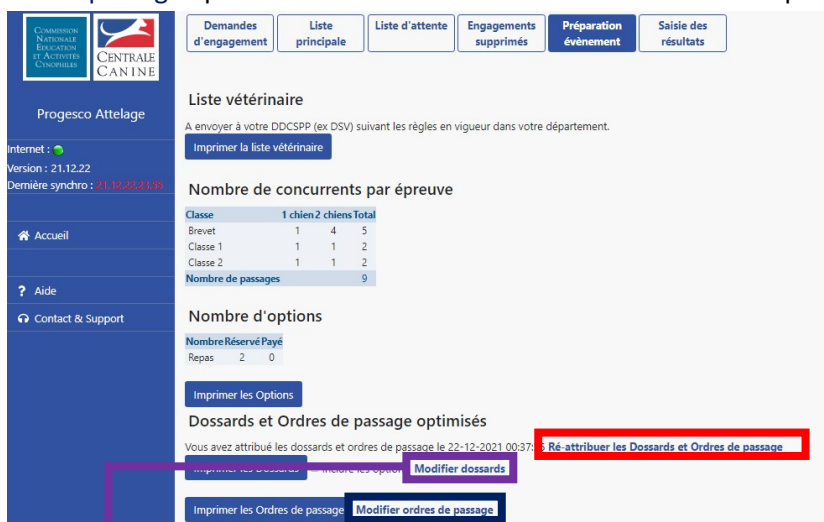 Commission
Nationale
Education
et Activités
Cynophiles
Centrale
Canine
Demandes d'engagement
Liste principale
Liste d'attente
Engagements supprimés
Préparation évènement
Saisie des résultats
Progesco Attelage
Internet :
Version : 21.12.22
Dernière synchro : 21.12.22,23:55
Accueil
? Aide
Contact & Support
Liste vétérinaire
A envoyer à votre DDCSPP (ex DSV) suivant les règles en vigueur dans votre département.
Imprimer la liste vétérinaire
Nombre de concurrents par épreuve
Classe 1 chien 2 chiens Total
Brevet 1 4 5
Classe 1 1 1 2
Classe 2 1 1 2
Nombre de passages 9
Nombre d'options
Nombre Réservé Payé
Repas 2 0
Imprimer les Options
Dossards et Ordres de passage optimisés
Vous avez attribué les dossards et ordres de passage le 22-12-2021 00:37: Ré-attribuer les Dossards et Ordres de passage
Imprimer les Dossards Inclure les options Modifier dossards
Imprimer les Ordres de passage Modifier ordres de passage